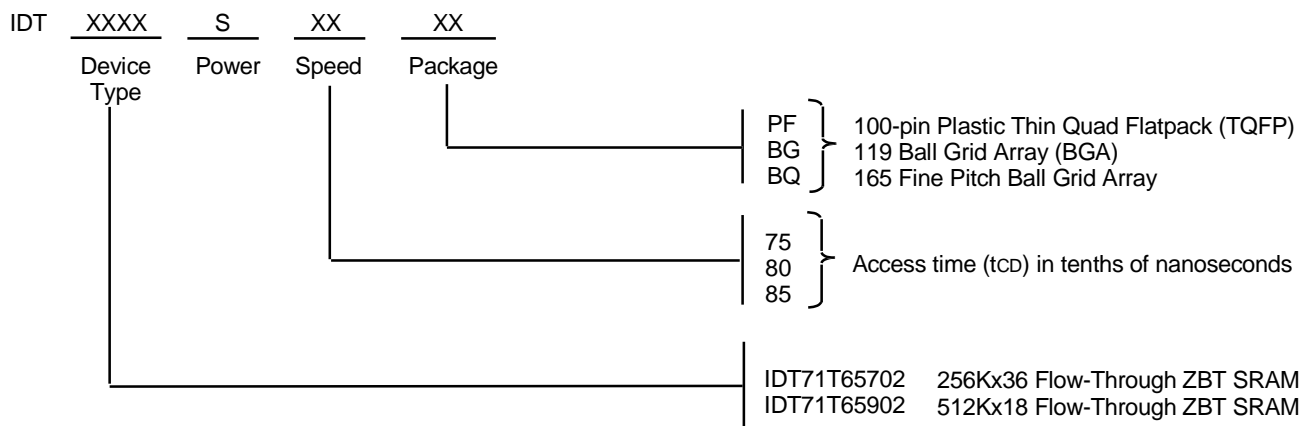 IDT XXXX S XX XX
Device Type Power Speed Package
PF 100-pin Plastic Thin Quad Flatpack (TQFP)
BG 119 Ball Grid Array (BGA)
BQ 165 Fine Pitch Ball Grid Array
75
80 Access time (tCD) in tenths of nanoseconds
85
IDT71T65702 256Kx36 Flow-Through ZBT SRAM
IDT71T65902 512Kx18 Flow-Through ZBT SRAM